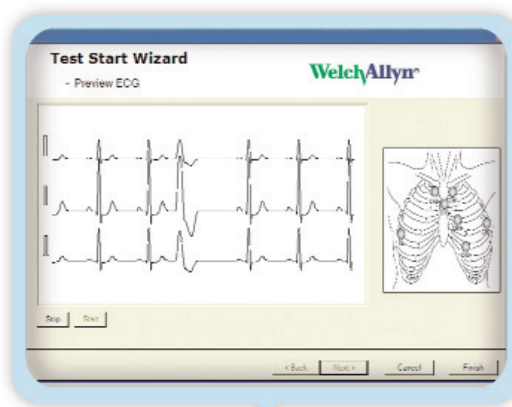 Test Start Wizard
- Preview ECG
WelchAllyn
Stop Start
< Back Next > Cancel Finish